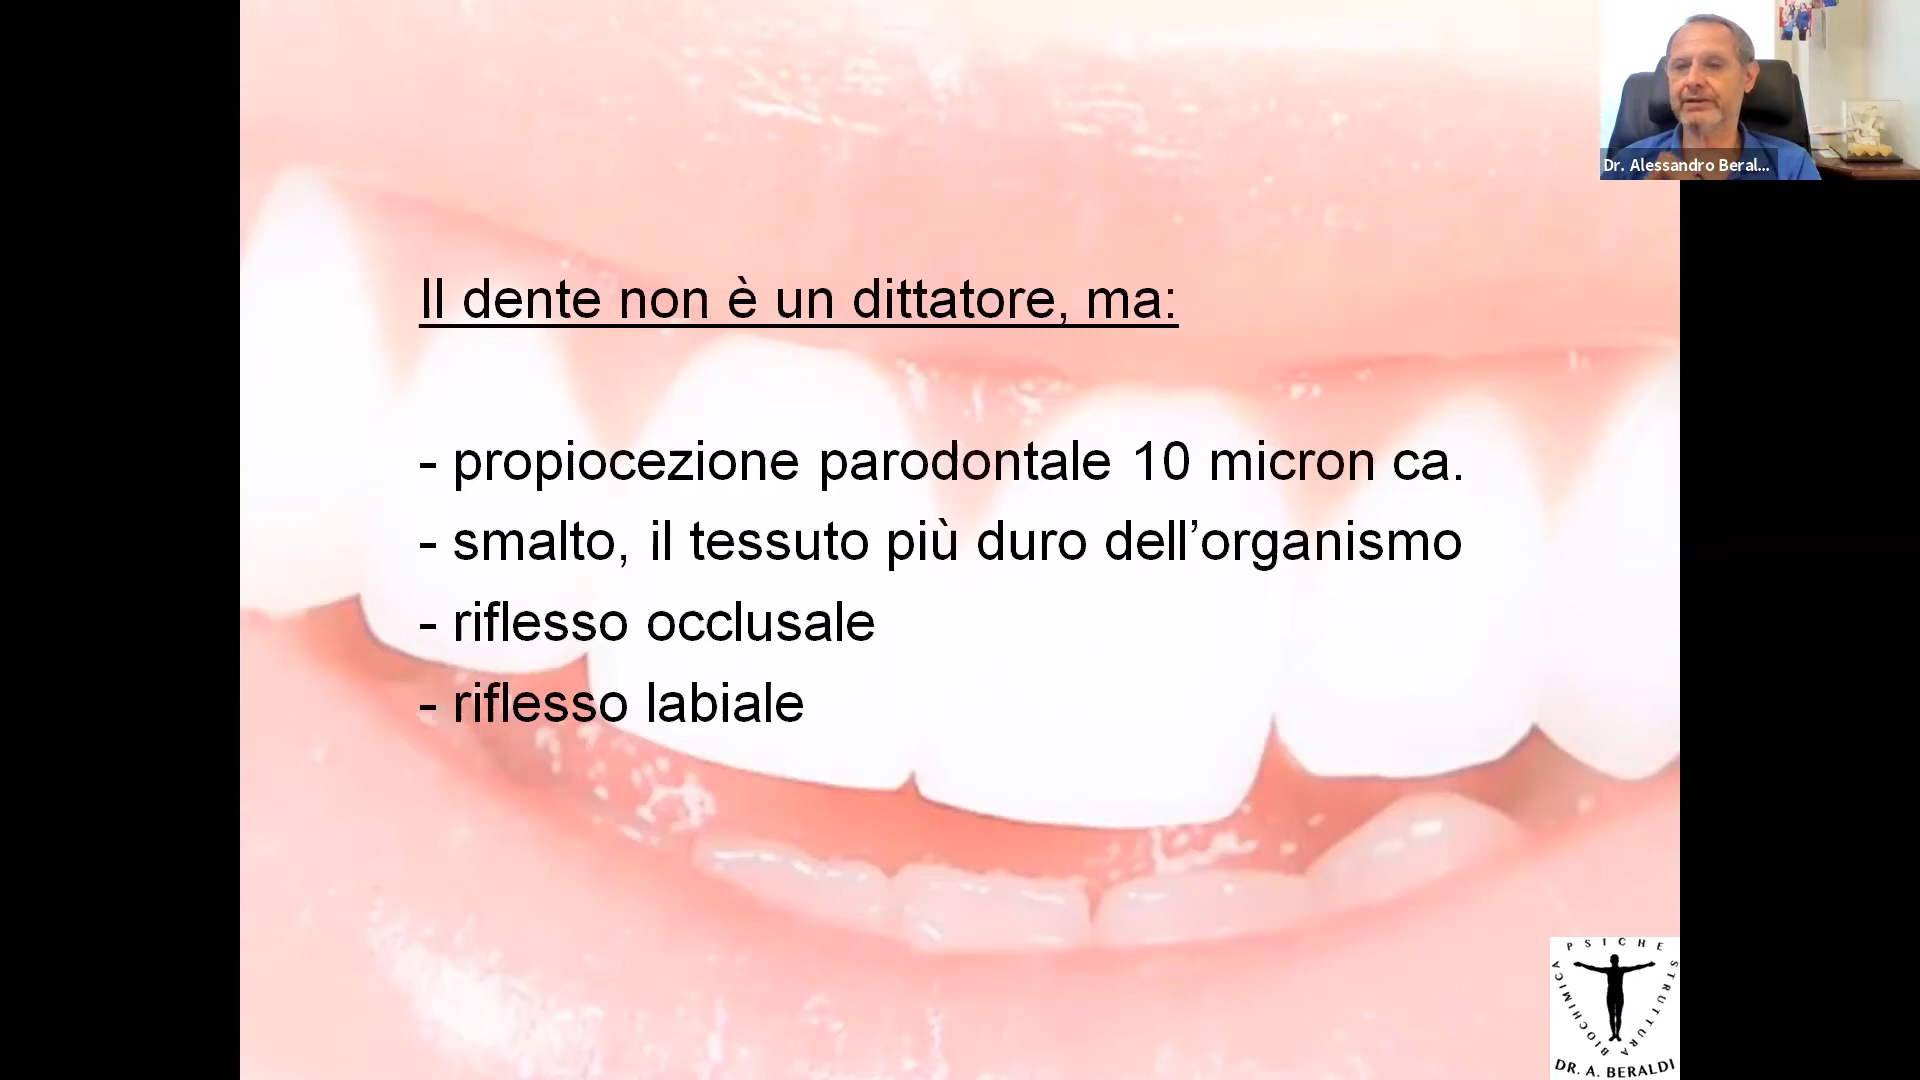 Dr. Alessandro Beral...
Il dente non è un dittatore, ma:
- propiocezione parodontale 10 micron ca.
- smalto, il tessuto più duro dell’organismo
- riflesso occlusale
- riflesso labiale
PSICHE
STRUTTURA
BIOCHIMICA
DR. A. BERALDI